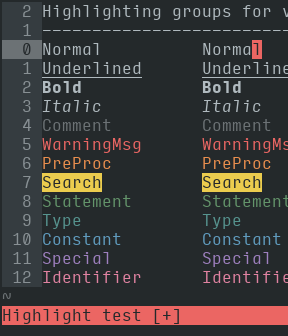 2 Highlighting groups for v
1 -------------------------
0 Normal Normal
1 Underlined Underline
2 Bold Bold
3 Italic Italic
4 Comment Comment
5 WarningMsg WarningMs
6 PreProc PreProc
7 Search Search
8 Statement Statement
9 Type Type
10 Constant Constant
11 Special Special
12 Identifier Identifie
~
Highlight test [+]